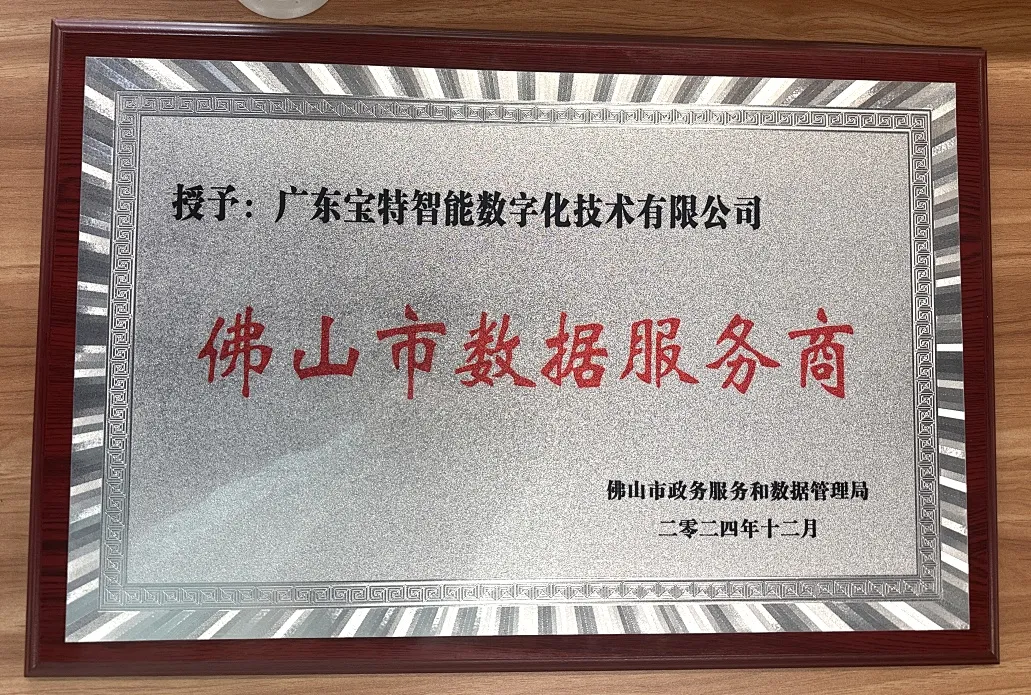 授予：广东宝特智能数字化技术有限公司
佛山市数据服务商
佛山市政务服务和数据管理局
二零二四年十二月